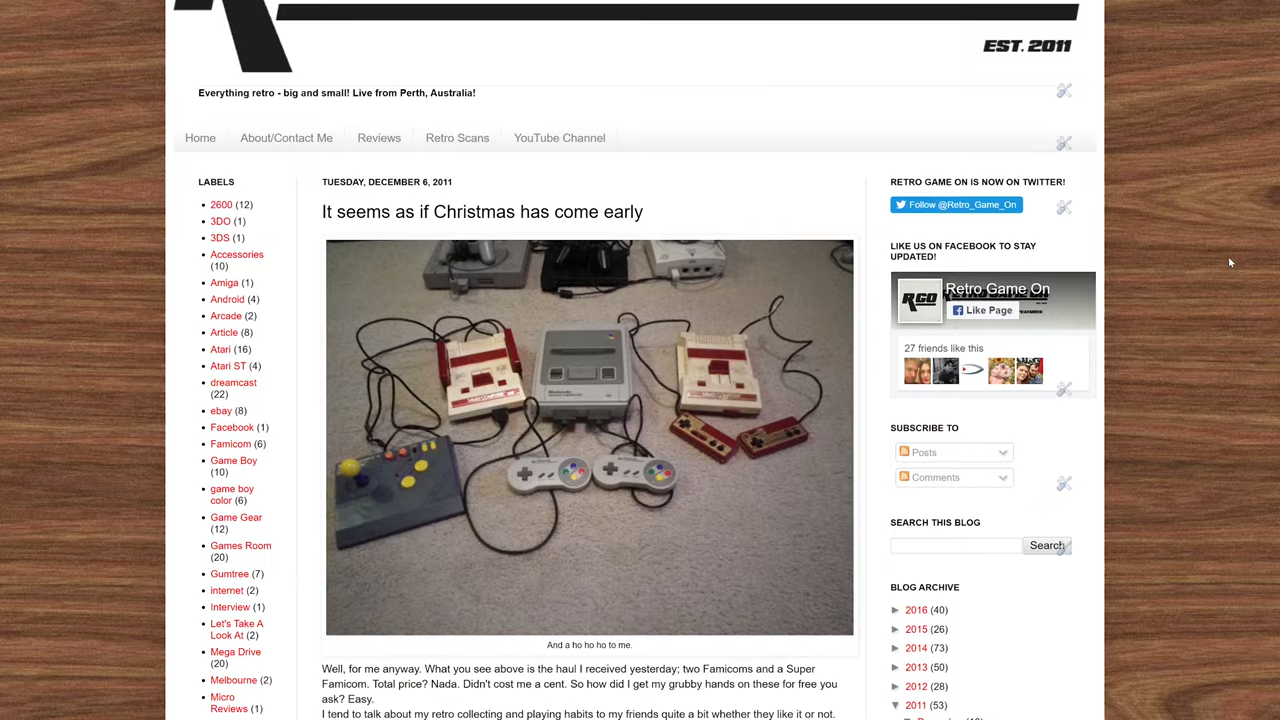 EST. 2011
Everything retro - big and small! Live from Perth, Australia!
Home
About/Contact Me
Reviews
Retro Scans
YouTube Channel
LABELS
2600 (12)
3DO (1)
3DS (1)
Accessories
(10)
Amiga (1)
Android (4)
Arcade (2)
Article (8)
Atari (16)
Atari ST (4)
dreamcast
(22)
ebay (8)
Facebook (1)
Famicom (6)
Game Boy
(10)
game boy
color (6)
Game Gear
(12)
Games Room
(20)
Gumtree (7)
internet (2)
Interview (1)
Let's Take A
Look At (2)
Mega Drive
(20)
Melbourne (2)
Micro
Reviews (1)
TUESDAY, DECEMBER 6, 2011
It seems as if Christmas has come early
And a ho ho ho to me.
Well, for me anyway. What you see above is the haul I received yesterday; two Famicoms and a Super
Famicom. Total price? Nada. Didn't cost me a cent. So how did I get my grubby hands on these for free you
ask? Easy.
I tend to talk about my retro collecting and playing habits to my friends quite a bit whether they like it or not.
RETRO GAME ON IS NOW ON TWITTER!
Follow @Retro_Game_On
LIKE US ON FACEBOOK TO STAY
UPDATED!
RGO
Retro Game On
Like Page
27 friends like this
SUBSCRIBE TO
Posts
Comments
SEARCH THIS BLOG
Search
BLOG ARCHIVE
► 2016 (40)
► 2015 (26)
► 2014 (73)
► 2013 (50)
► 2012 (28)
▼ 2011 (53)